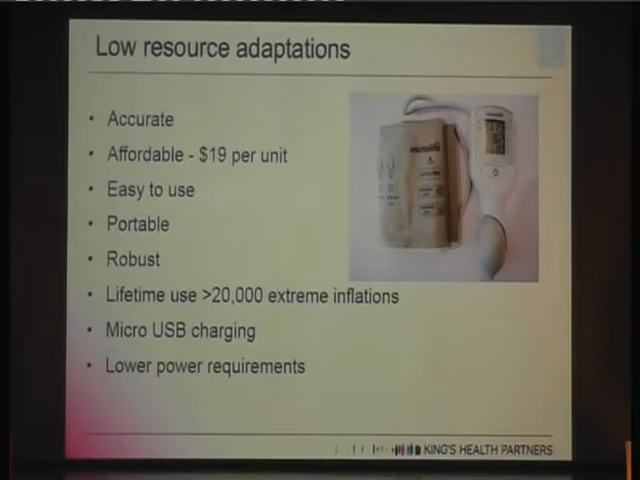 Low resource adaptations
• Accurate
• Affordable - $19 per unit
• Easy to use
• Portable
• Robust
• Lifetime use >20,000 extreme inflations
• Micro USB charging
• Lower power requirements
microlife
KING'S HEALTH PARTNERS